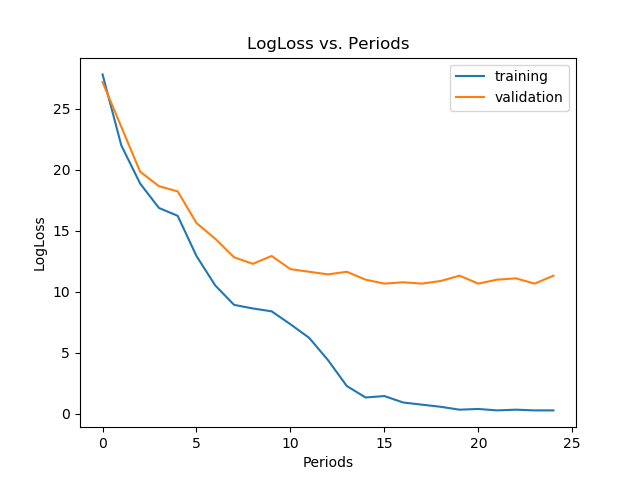 LogLoss vs. Periods
training
validation
25
20
15
10
5
0
LogLoss
0 5 10 15 20 25
Periods